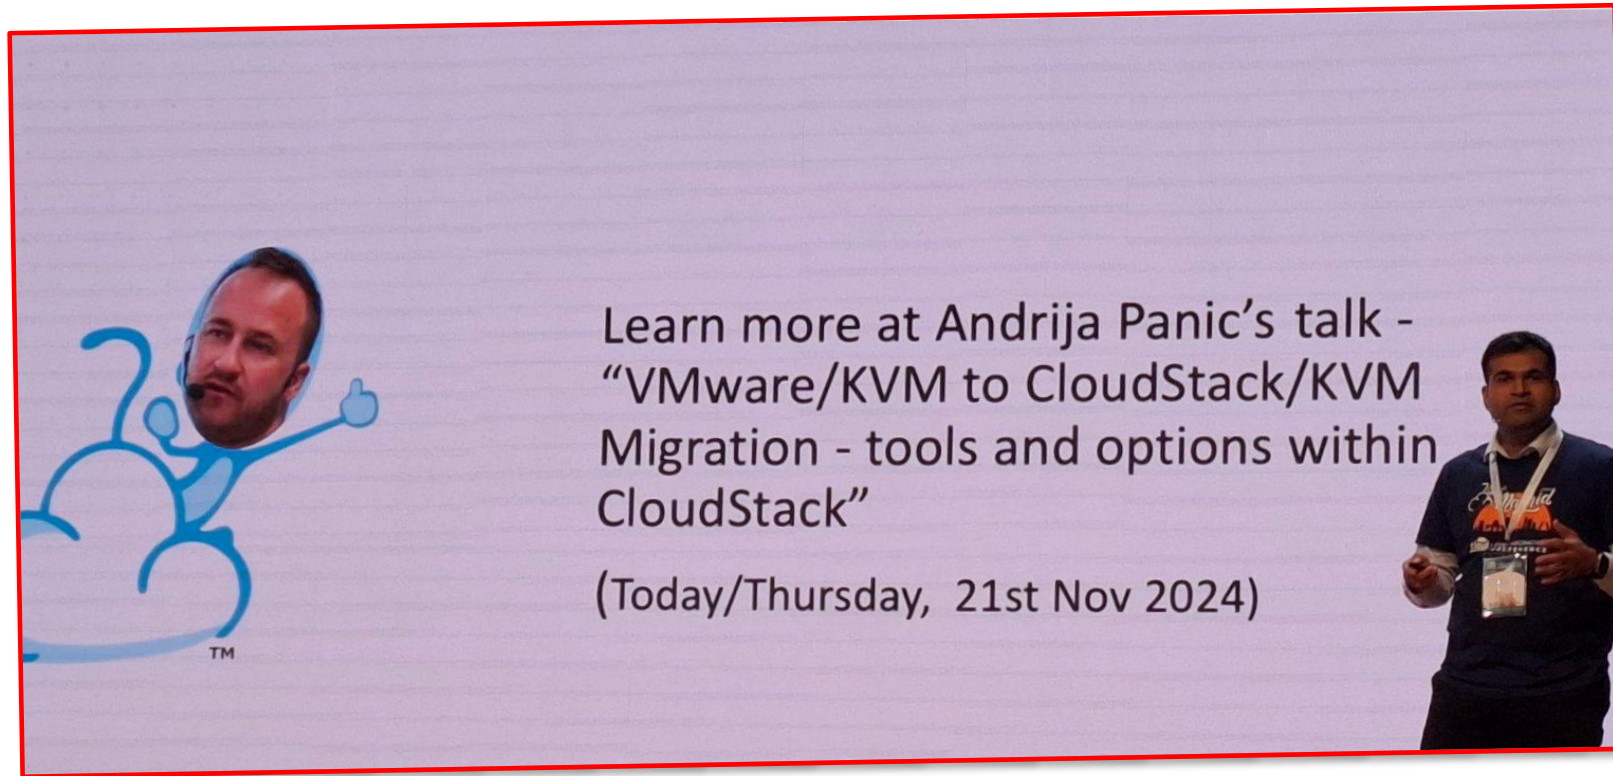 Learn more at Andrija Panic’s talk -
“VMware/KVM to CloudStack/KVM
Migration - tools and options within
CloudStack”
(Today/Thursday, 21st Nov 2024)
TM